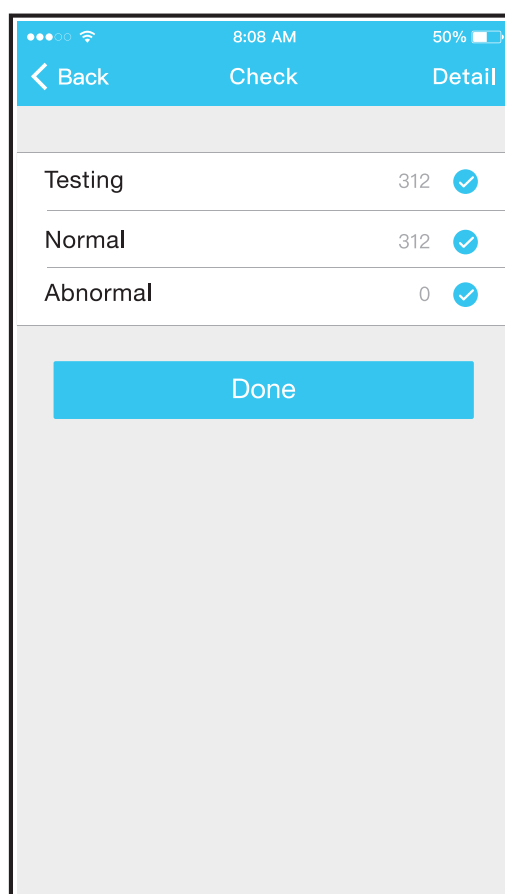 8:08 AM 50%
Back Check Detail
Testing 312
Normal 312
Abnormal 0
Done